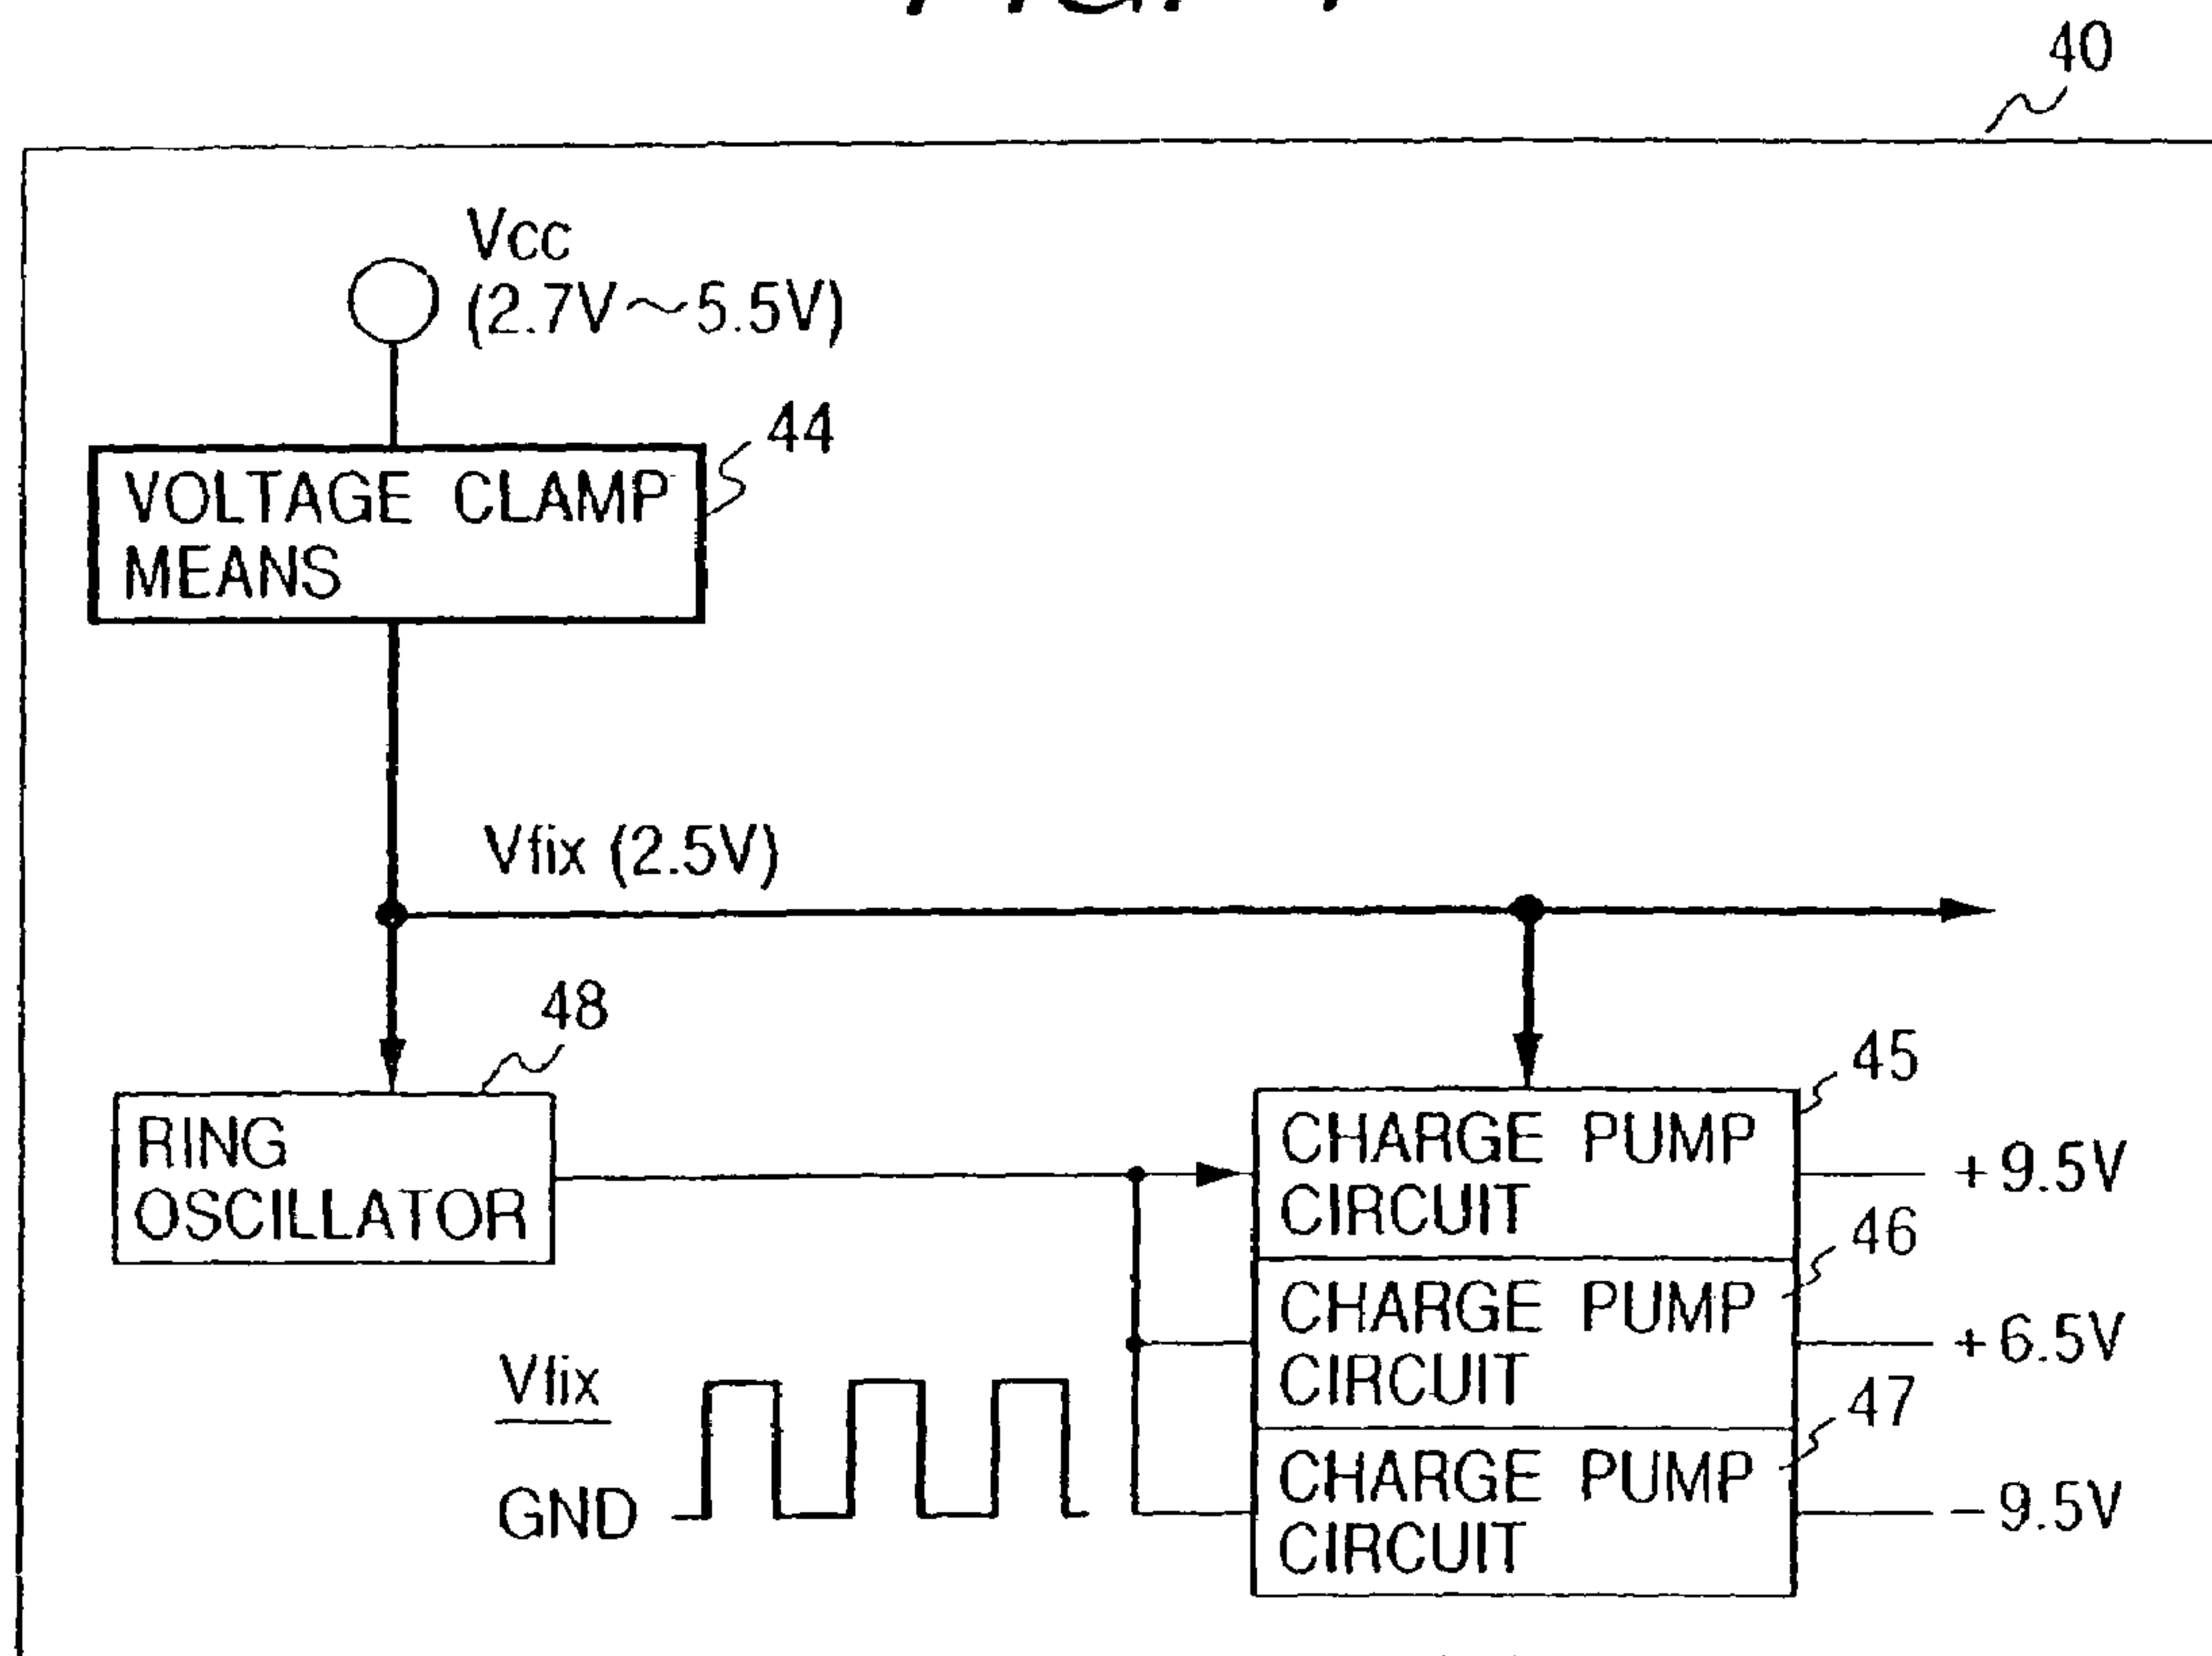 40
Vcc
(2.7V～5.5V)
44
VOLTAGE CLAMP
MEANS
Vfix (2.5V)
48
RING
OSCILLATOR
45
CHARGE PUMP
CIRCUIT
+9.5V
46
CHARGE PUMP
CIRCUIT
+6.5V
47
CHARGE PUMP
CIRCUIT
−9.5V
Vfix
GND